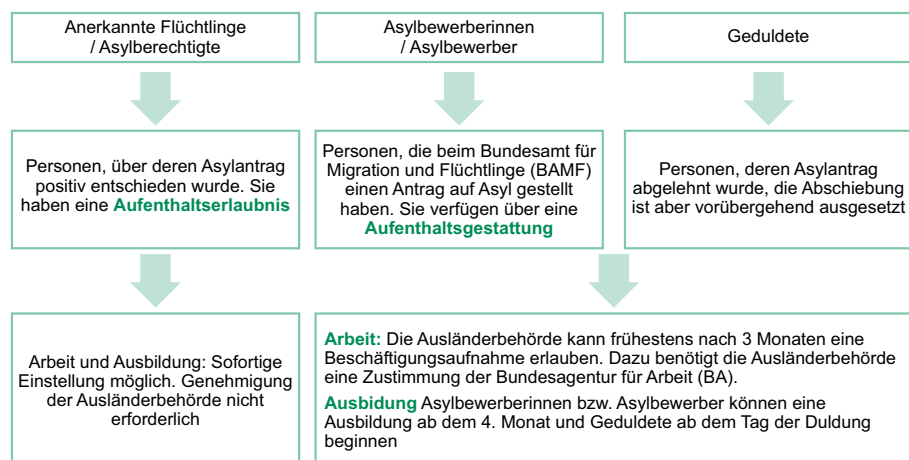 Anerkannte Flüchtlinge
/ Asylberechtigte
Asylbewerberinnen
/ Asylbewerber
Geduldete
Personen, über deren Asylantrag
positiv entschieden wurde. Sie
haben eine Aufenthaltserlaubnis
Personen, die beim Bundesamt für
Migration und Flüchtlinge (BAMF)
einen Antrag auf Asyl gestellt
haben. Sie verfügen über eine
Aufenthaltsgestattung
Personen, deren Asylantrag
abgelehnt wurde, die Abschiebung
ist aber vorübergehend ausgesetzt
Arbeit und Ausbildung: Sofortige
Einstellung möglich. Genehmigung
der Ausländerbehörde nicht
erforderlich
Arbeit: Die Ausländerbehörde kann frühestens nach 3 Monaten eine
Beschäftigungsaufnahme erlauben. Dazu benötigt die Ausländerbehörde
eine Zustimmung der Bundesagentur für Arbeit (BA).
Ausbidung Asylbewerberinnen bzw. Asylbewerber können eine
Ausbildung ab dem 4. Monat und Geduldete ab dem Tag der Duldung
beginnen